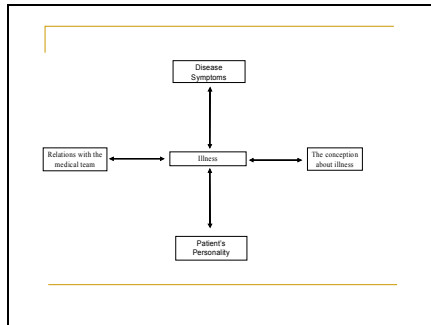 Disease
Symptoms
Relations with the
medical team
Illness
The conception
about illness
Patient's
Personality